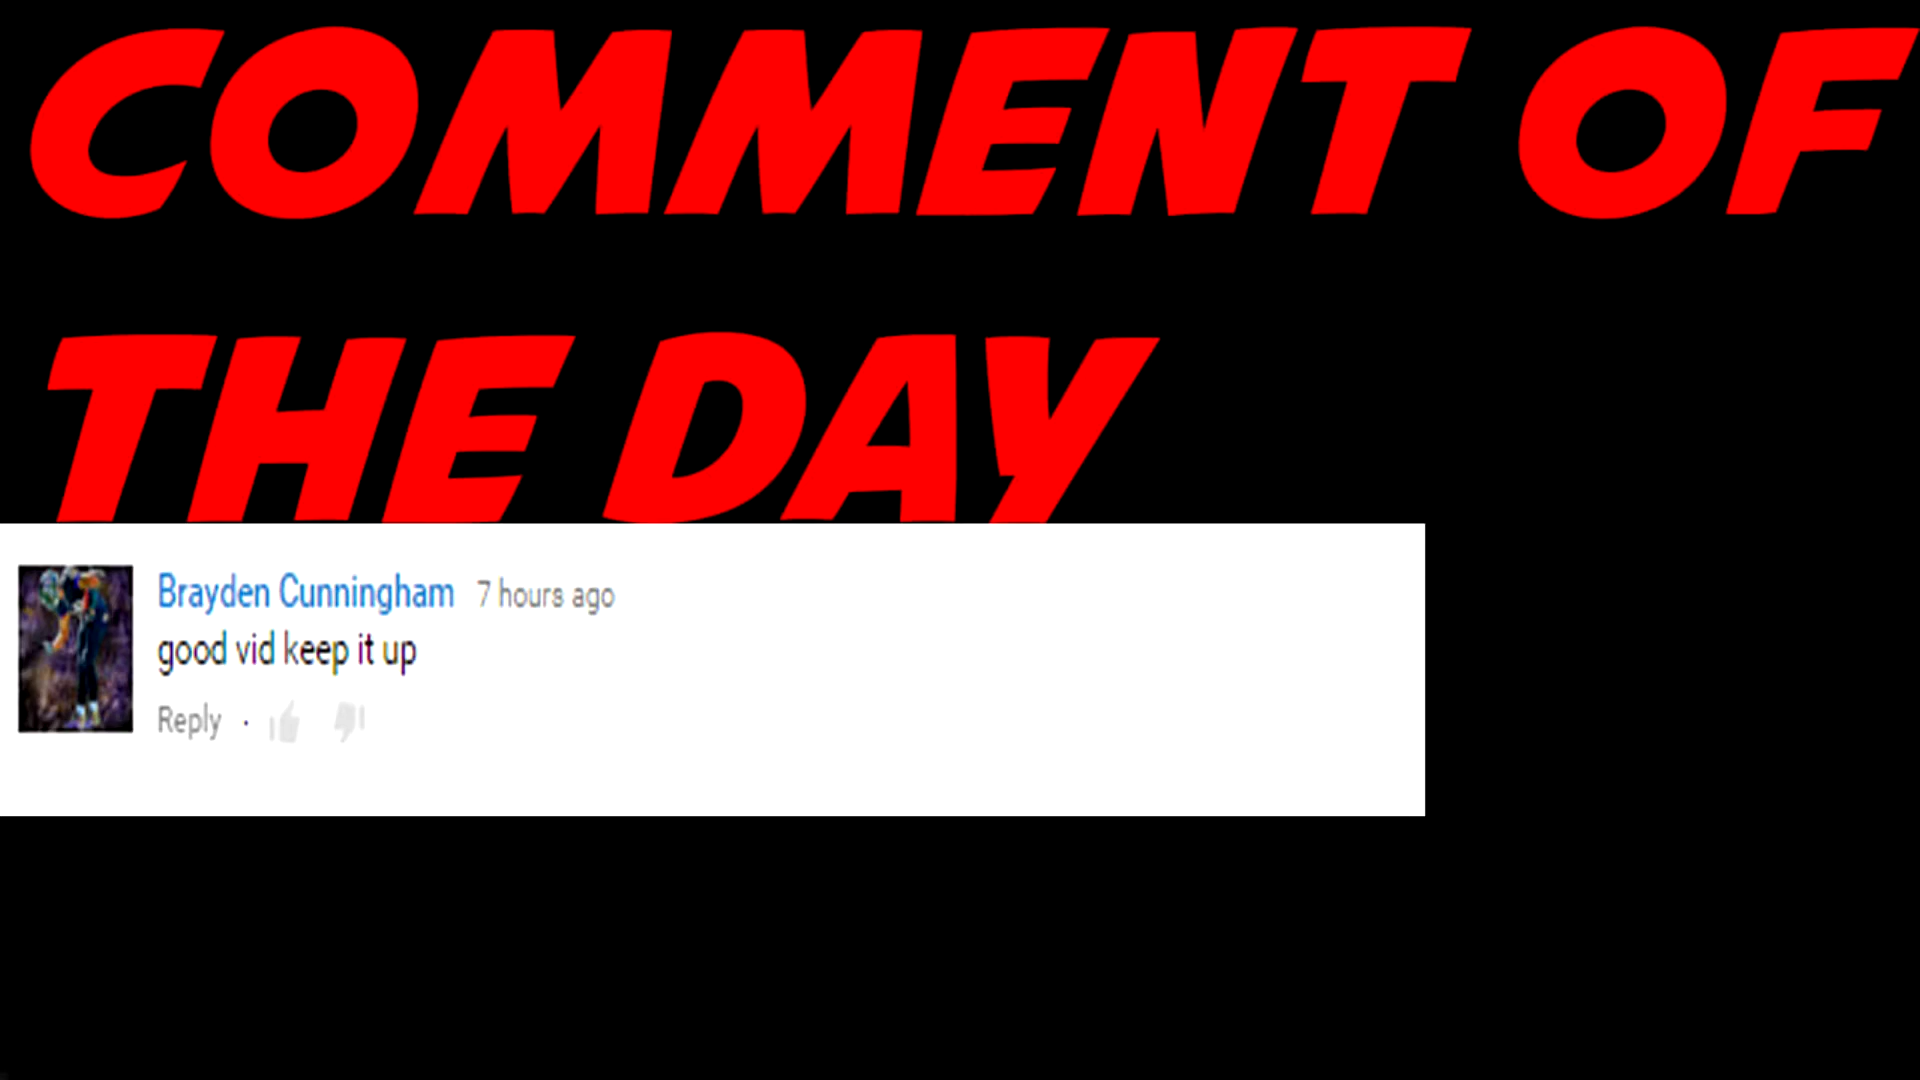 COMMENT OF
THE DAY
Brayden Cunningham 7 hours ago
good vid keep it up
Reply ·